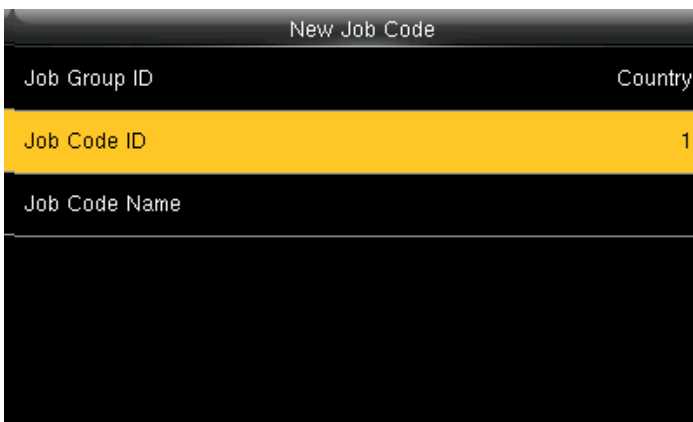 New Job Code
Job Group ID Country
Job Code ID 1
Job Code Name